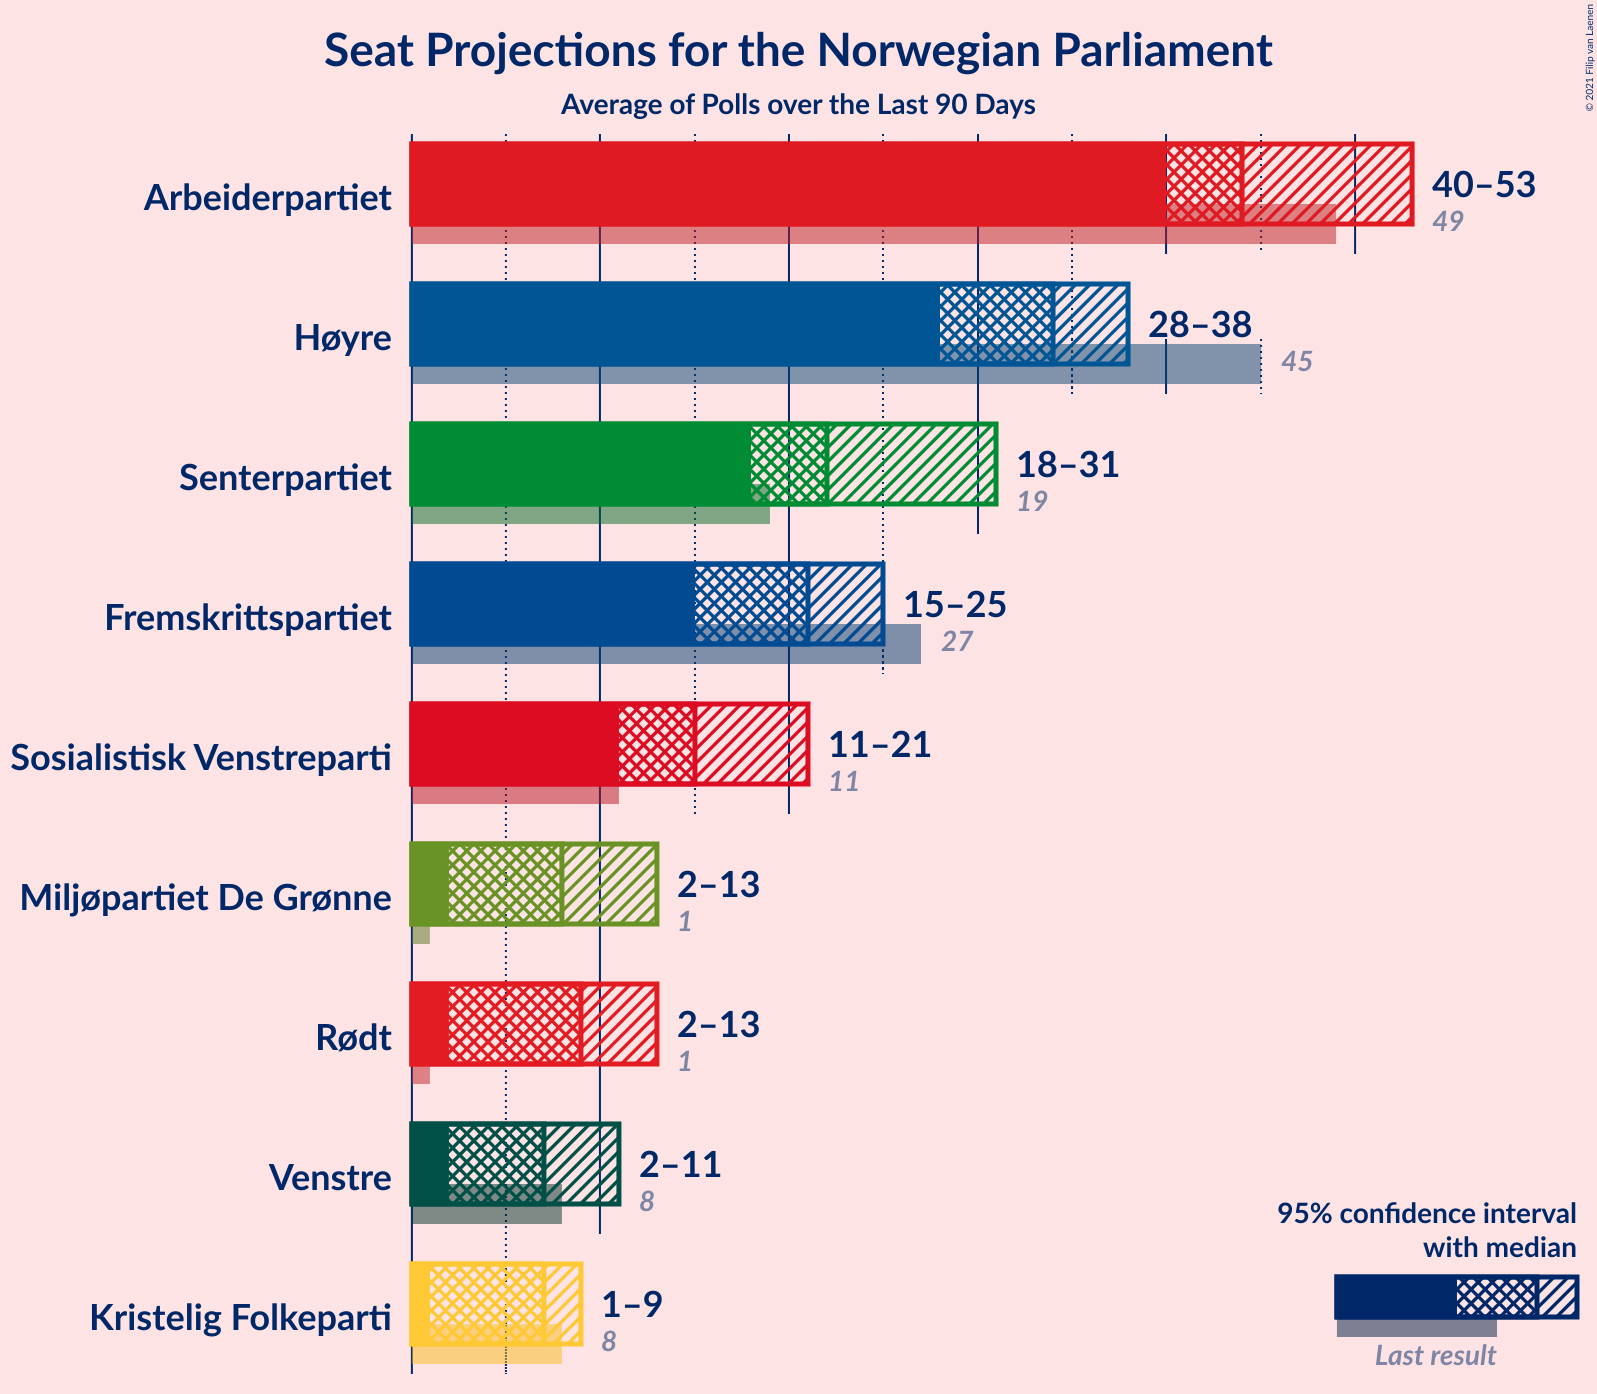 Seat Projections for the Norwegian Parliament
Average of Polls over the Last 90 Days
© 2021 Filip van Laenen
Arbeiderpartiet
40–53
49
Høyre
28–38
45
Senterpartiet
18–31
19
Fremskrittspartiet
15–25
27
Sosialistisk Venstreparti
11–21
11
Miljøpartiet De Grønne
2–13
1
Rødt
2–13
1
Venstre
2–11
8
Kristelig Folkeparti
1–9
8
95% confidence interval
with median
Last result